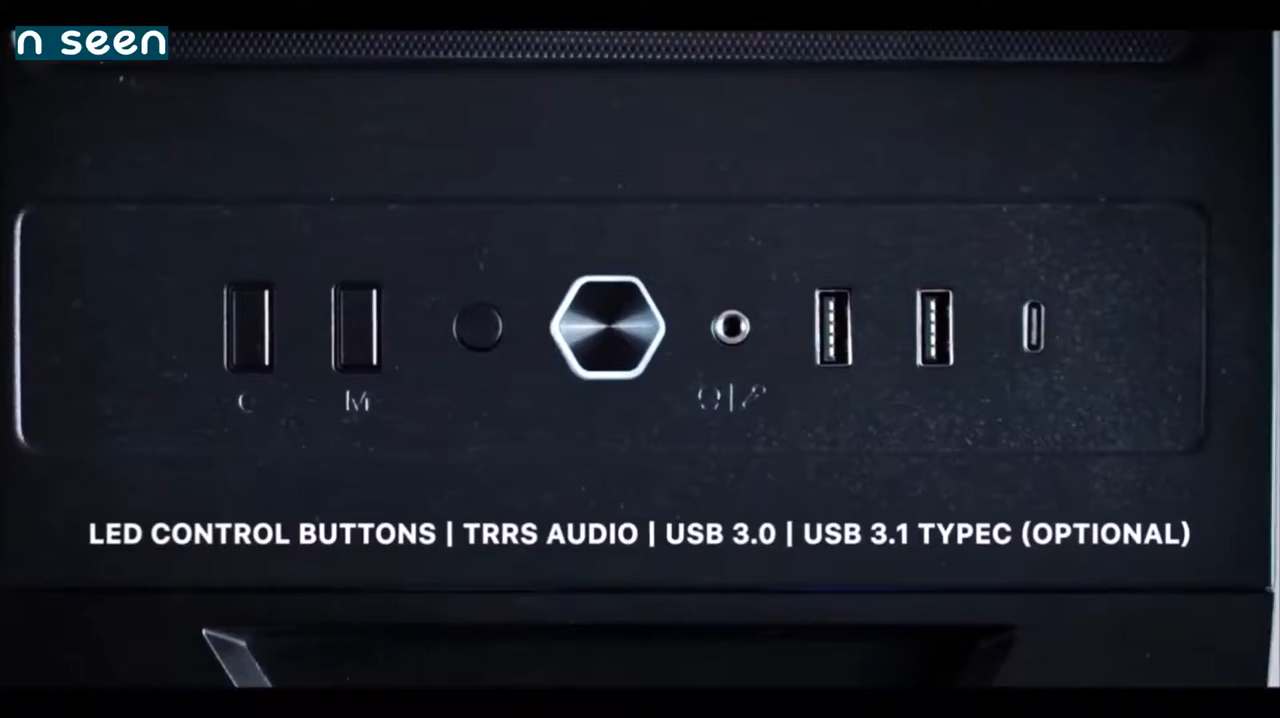 n seen
C M
LED CONTROL BUTTONS | TRRS AUDIO | USB 3.0 | USB 3.1 TYPEC (OPTIONAL)